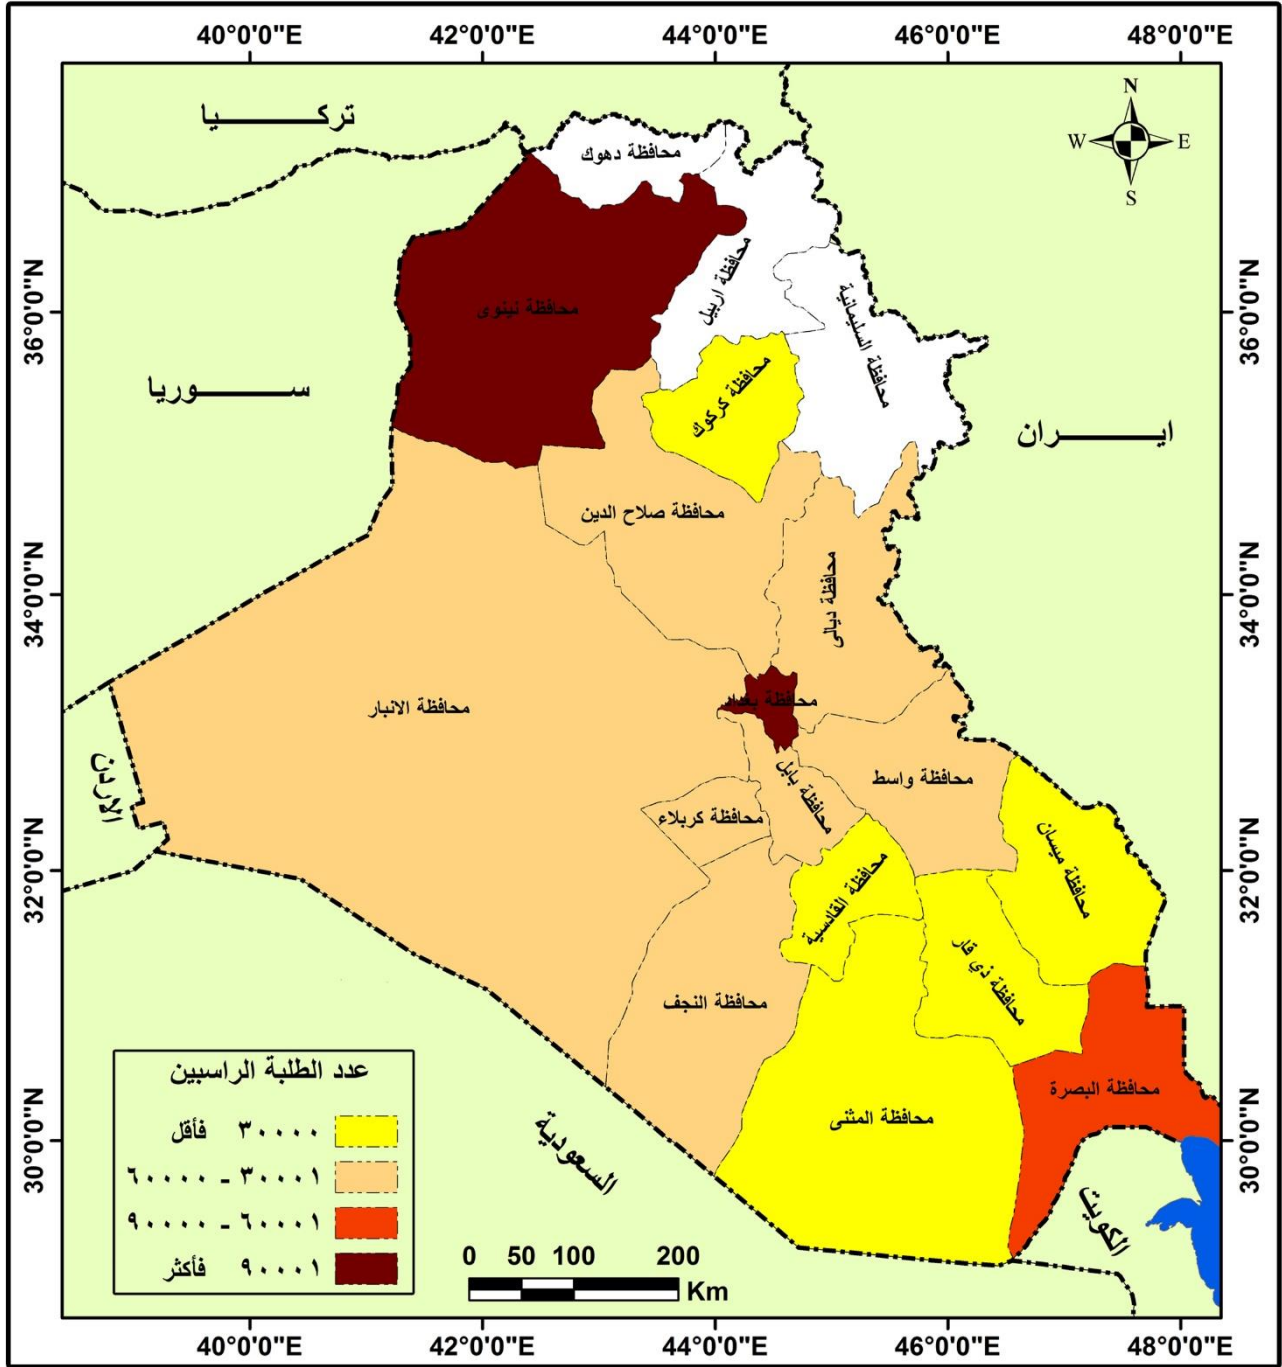 40°0'0"E 42°0'0"E 44°0'0"E 46°0'0"E 48°0'0"E
N
W E
S
تركــــــيا
محافظة دهوك
محافظة اربيل
محافظة السليمانية
محافظة نينوى
محافظة كركوك
36°0'0"N 36°0'0"N
ســــــوريا
ايــــــران
محافظة صلاح الدين
محافظة ديالى
34°0'0"N 34°0'0"N
محافظة بغداد
محافظة الانبار
الاردن
محافظة واسط
محافظة بابل
محافظة كربلاء
محافظة ميسان
32°0'0"N 32°0'0"N
محافظة القادسية
محافظة ذي قار
محافظة النجف
محافظة البصرة
محافظة المثنى
30°0'0"N 30°0'0"N
السعودية
الكويت
عدد الطلبة الراسبين
٣٠٠٠٠ فأقل
٣٠٠٠١ - ٦٠٠٠٠
٦٠٠٠١ - ٩٠٠٠٠
٩٠٠٠١ فأكثر
0 50 100 200
Km
40°0'0"E 42°0'0"E 44°0'0"E 46°0'0"E 48°0'0"E